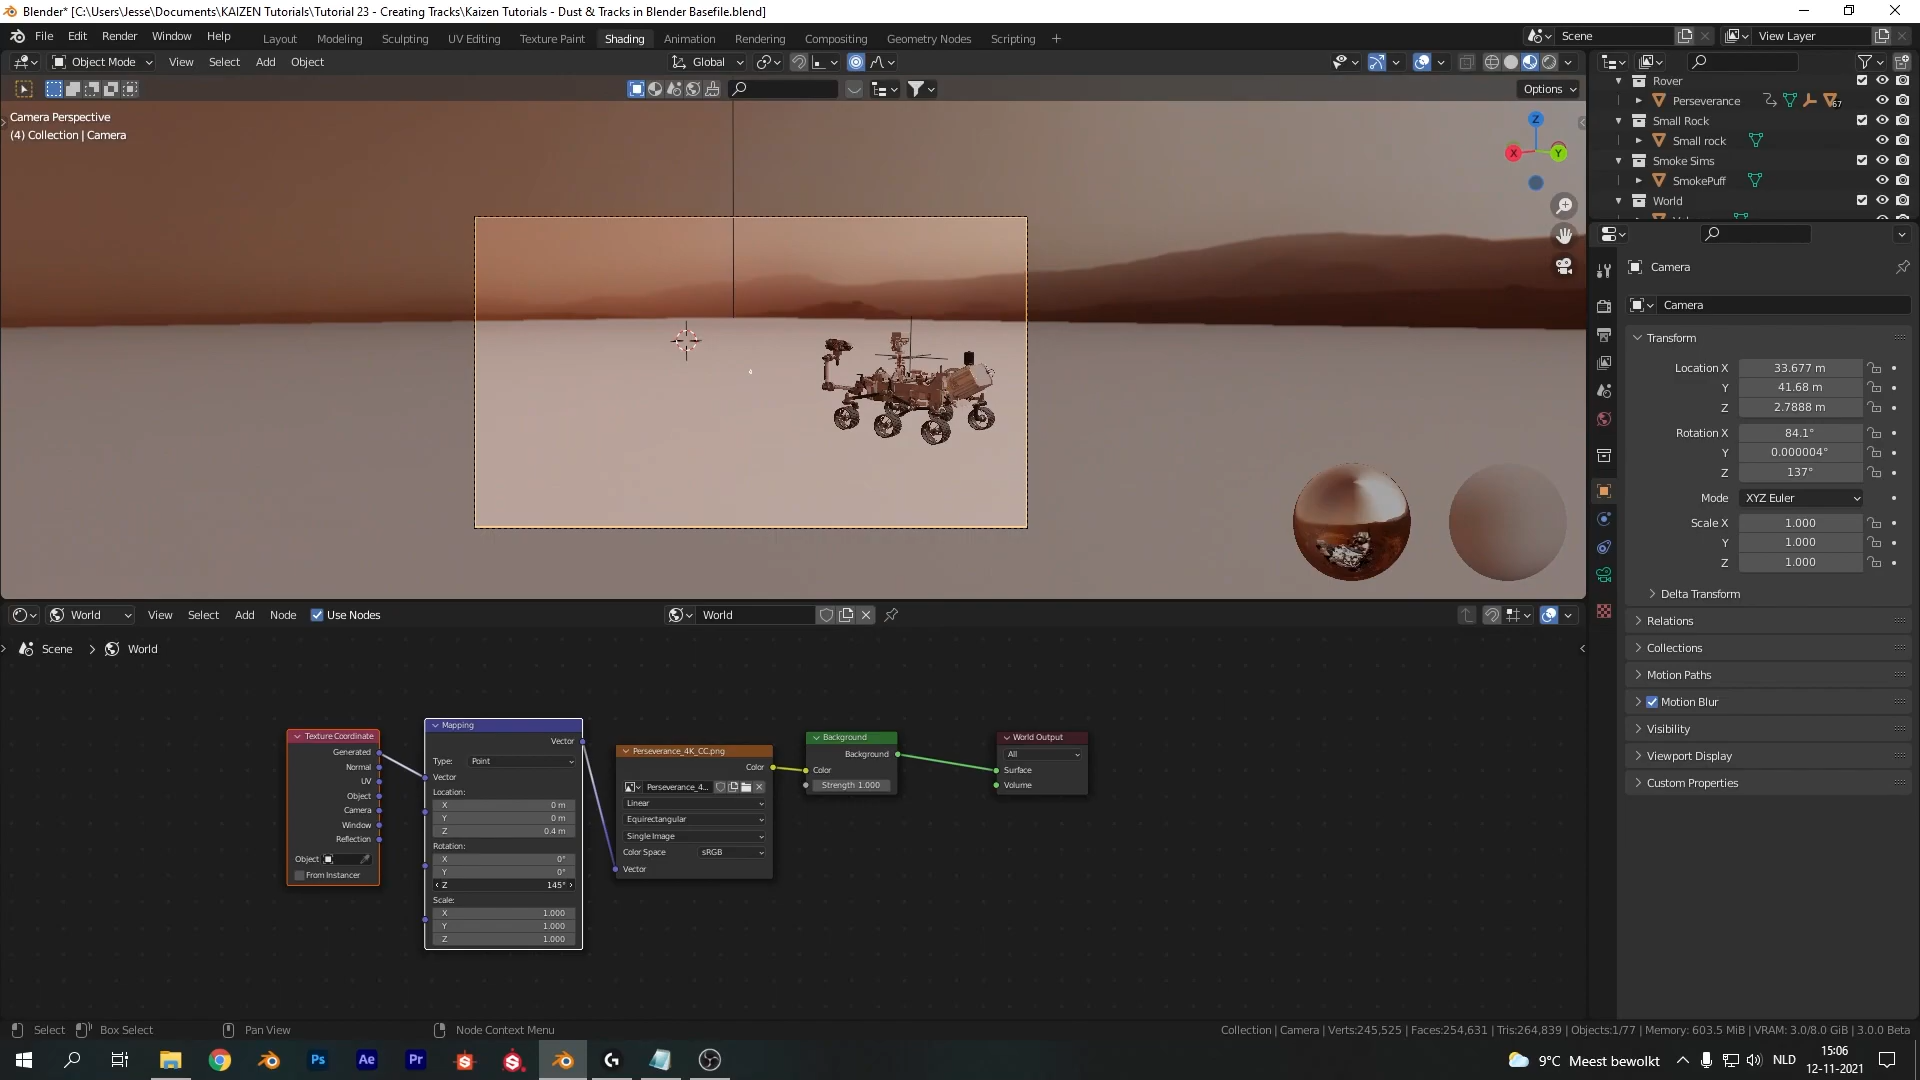 Blender* [C:\Users\Jesse\Documents\KAIZEN Tutorials\Tutorial 23 - Creating Tracks\Kaizen Tutorials - Dust & Tracks in Blender Basefile.blend]
File Edit Render Window Help Layout Modeling Sculpting UV Editing Texture Paint Shading Animation Rendering Compositing Geometry Nodes Scripting + Scene View Layer
Object Mode View Select Add Object Global
Options
Camera Perspective
(4) Collection | Camera
Z
X
Y
Rover
Perseverance 67
Small Rock
Small rock
Smoke Sims
SmokePuff
World
Camera
Camera
Transform
Location X 33.677 m
Y 41.68 m
Z 2.7888 m
Rotation X 84.1°
Y 0.000004°
Z 137°
Mode XYZ Euler
Scale X 1.000
Y 1.000
Z 1.000
Delta Transform
Relations
Collections
Motion Paths
Motion Blur
Visibility
Viewport Display
Custom Properties
World View Select Add Node Use Nodes World
Scene > World
Texture Coordinate
Generated
Normal
UV
Object
Camera
Window
Reflection
Object
From Instancer
Mapping
Vector
Type: Point
Vector
Location:
X 0 m
Y 0 m
Z 0.4 m
Rotation:
X 0°
Y 0°
Z 145°
Scale:
X 1.000
Y 1.000
Z 1.000
Perseverance_4K_CC.png
Color
Perseverance_4...
Linear
Equirectangular
Single Image
Color Space sRGB
Vector
Background
Background
Color
Strength 1.000
World Output
All
Surface
Volume
Select Box Select Pan View Node Context Menu
Collection | Camera | Verts:245,525 | Faces:254,631 | Tris:264,839 | Objects:1/77 | Memory: 603.5 MiB | VRAM: 3.0/8.0 GiB | 3.0.0 Beta
Ps Ae Pr
9°C Meest bewolkt NLD
15:06
12-11-2021